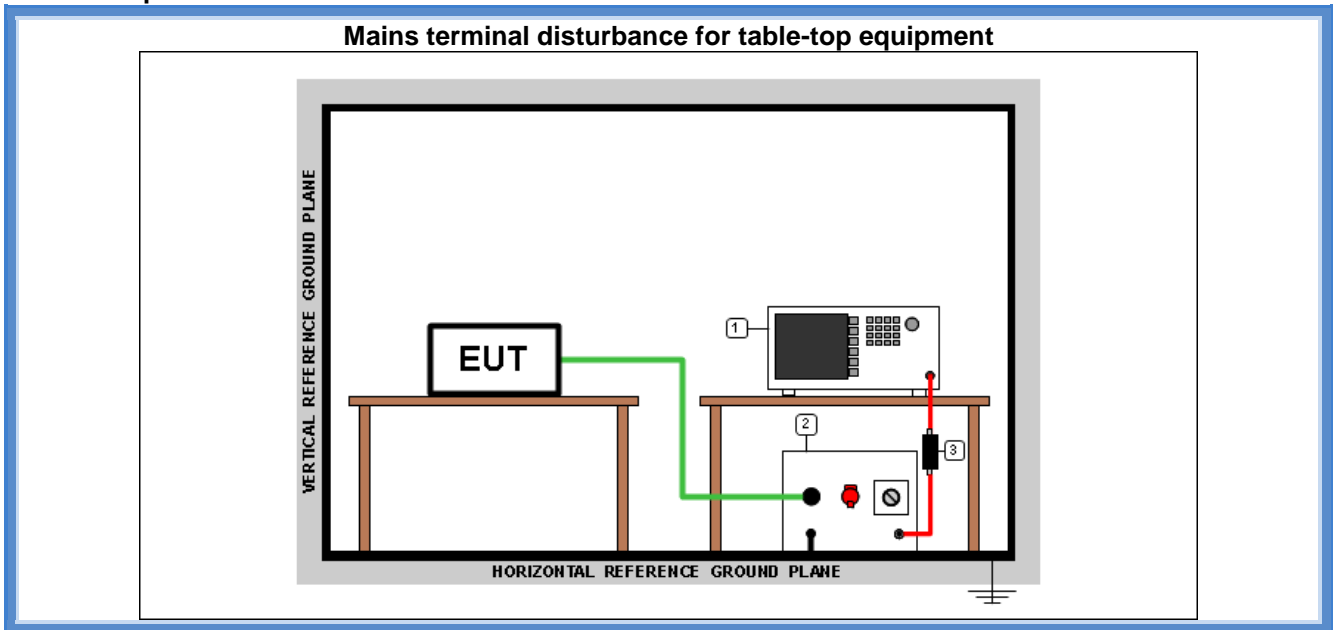 Mains terminal disturbance for table-top equipment
VERTICAL REFERENCE GROUND PLANE
EUT
1
2
3
HORIZONTAL REFERENCE GROUND PLANE